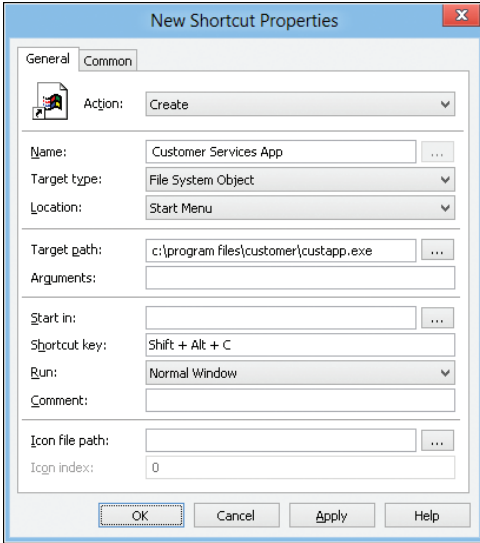 New Shortcut Properties
x
General Common
Action: Create
Name: Customer Services App ...
Target type: File System Object
Location: Start Menu
Target path: c:\program files\customer\custapp.exe ...
Arguments:
Start in: ...
Shortcut key: Shift + Alt + C
Run: Normal Window
Comment:
Icon file path: ...
Icon index: 0
OK Cancel Apply Help